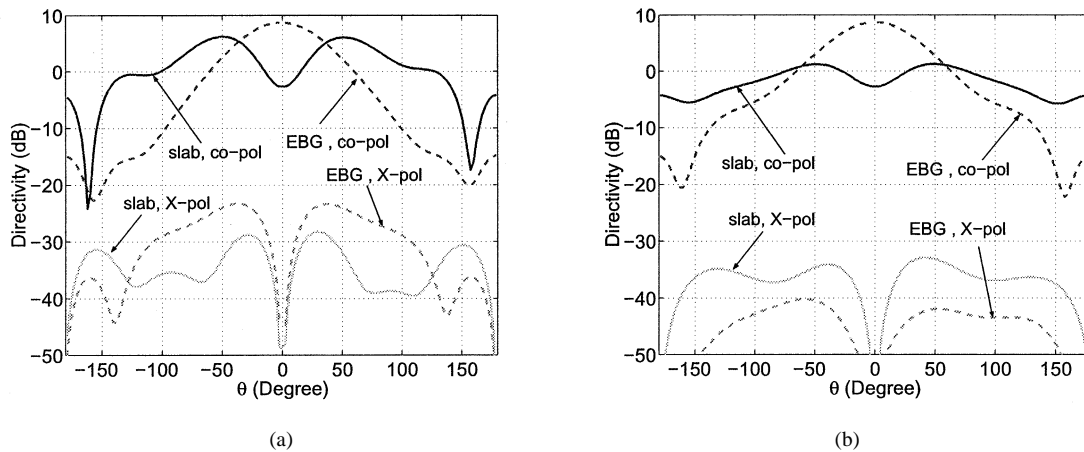 10
0
−10
−20
−30
−40
−50
Directivity (dB)
−150 −100 −50 0 50 100 150
θ (Degree)
slab, co-pol
EBG , co-pol
EBG , X-pol
slab, X-pol
(a)
10
0
−10
−20
−30
−40
−50
Directivity (dB)
−150 −100 −50 0 50 100 150
θ (Degree)
slab, co-pol
EBG , co-pol
slab, X-pol
EBG , X-pol
(b)